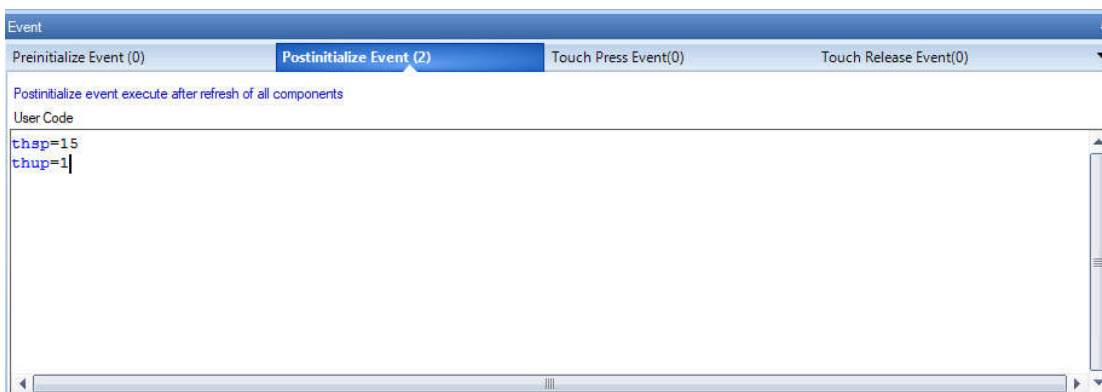 Event
Preinitialize Event (0) Postinitialize Event (2) Touch Press Event(0) Touch Release Event(0)
Postinitialize event execute after refresh of all components
User Code
thsp=15
thup=1